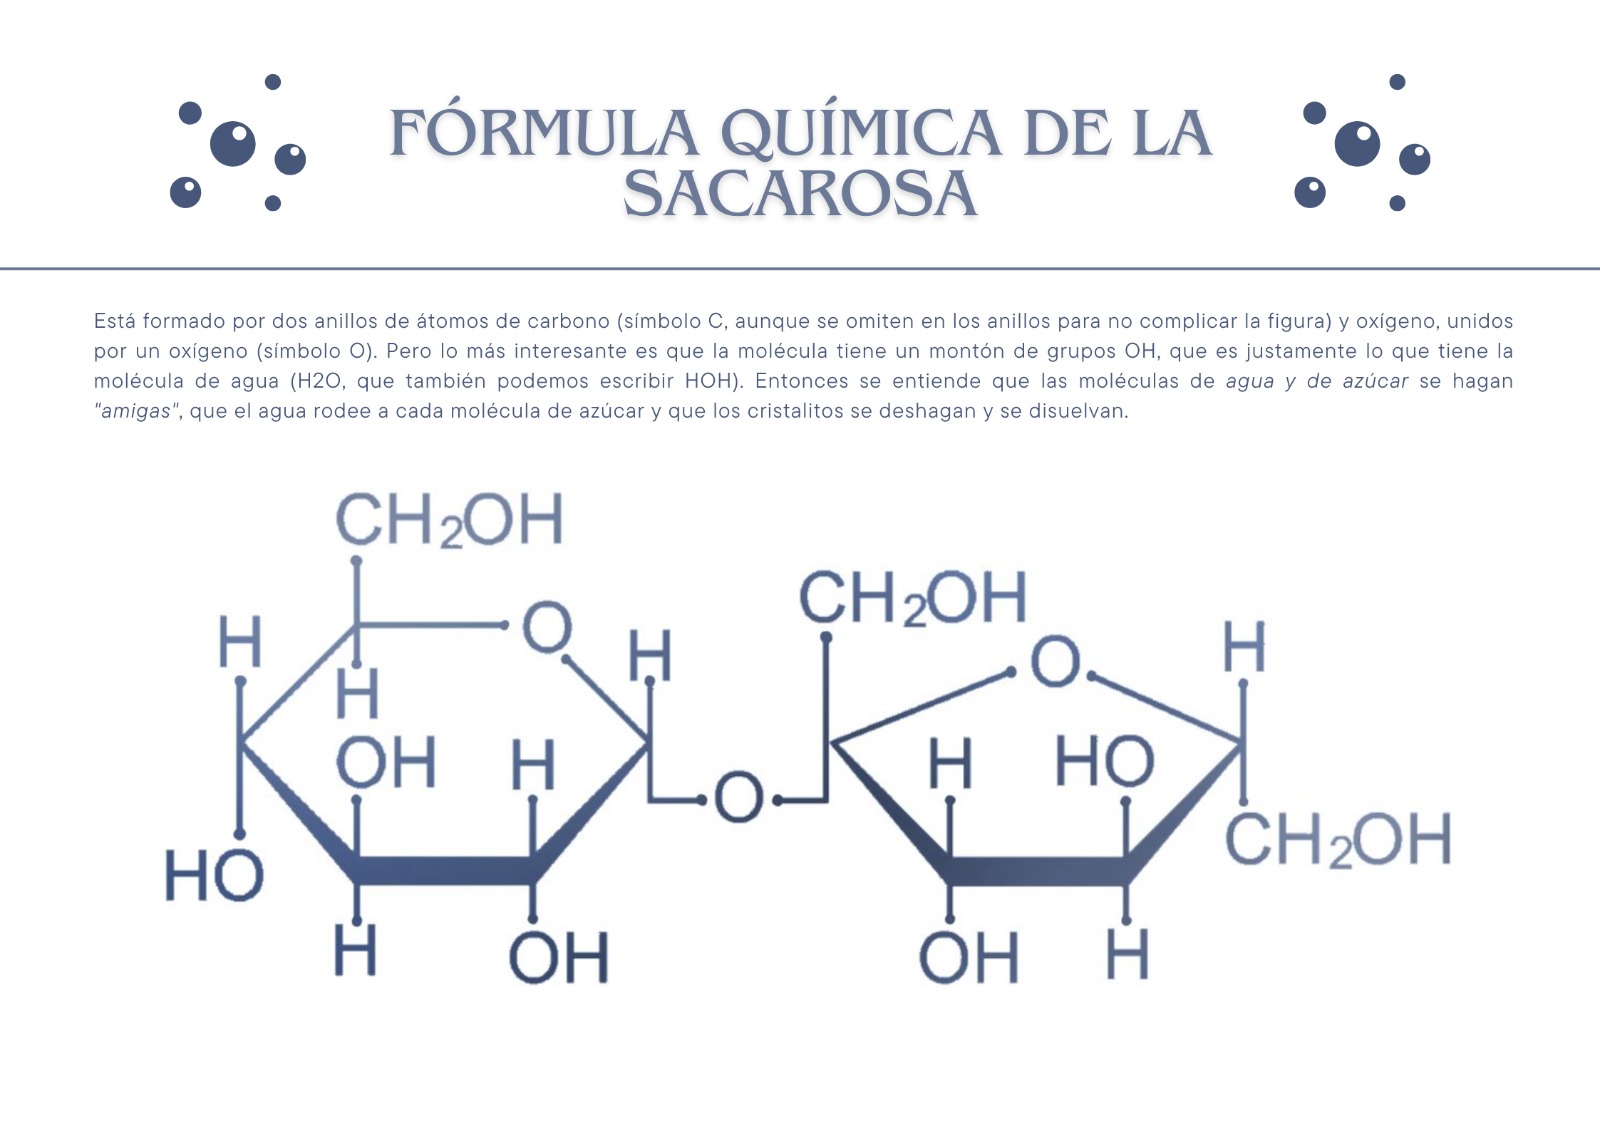 FÓRMULA QUÍMICA DE LA
SACAROSA
Está formado por dos anillos de átomos de carbono (símbolo C, aunque se omiten en los anillos para no complicar la figura) y oxígeno, unidos
por un oxígeno (símbolo O). Pero lo más interesante es que la molécula tiene un montón de grupos OH, que es justamente lo que tiene la
molécula de agua (H2O, que también podemos escribir HOH). Entonces se entiende que las moléculas de agua y de azúcar se hagan
"amigas", que el agua rodee a cada molécula de azúcar y que los cristalitos se deshagan y se disuelvan.
CH₂OH
CH₂OH
H
O
H
O
H
H
OH
H
H
HO
O
CH₂OH
HO
H
OH
OH
H